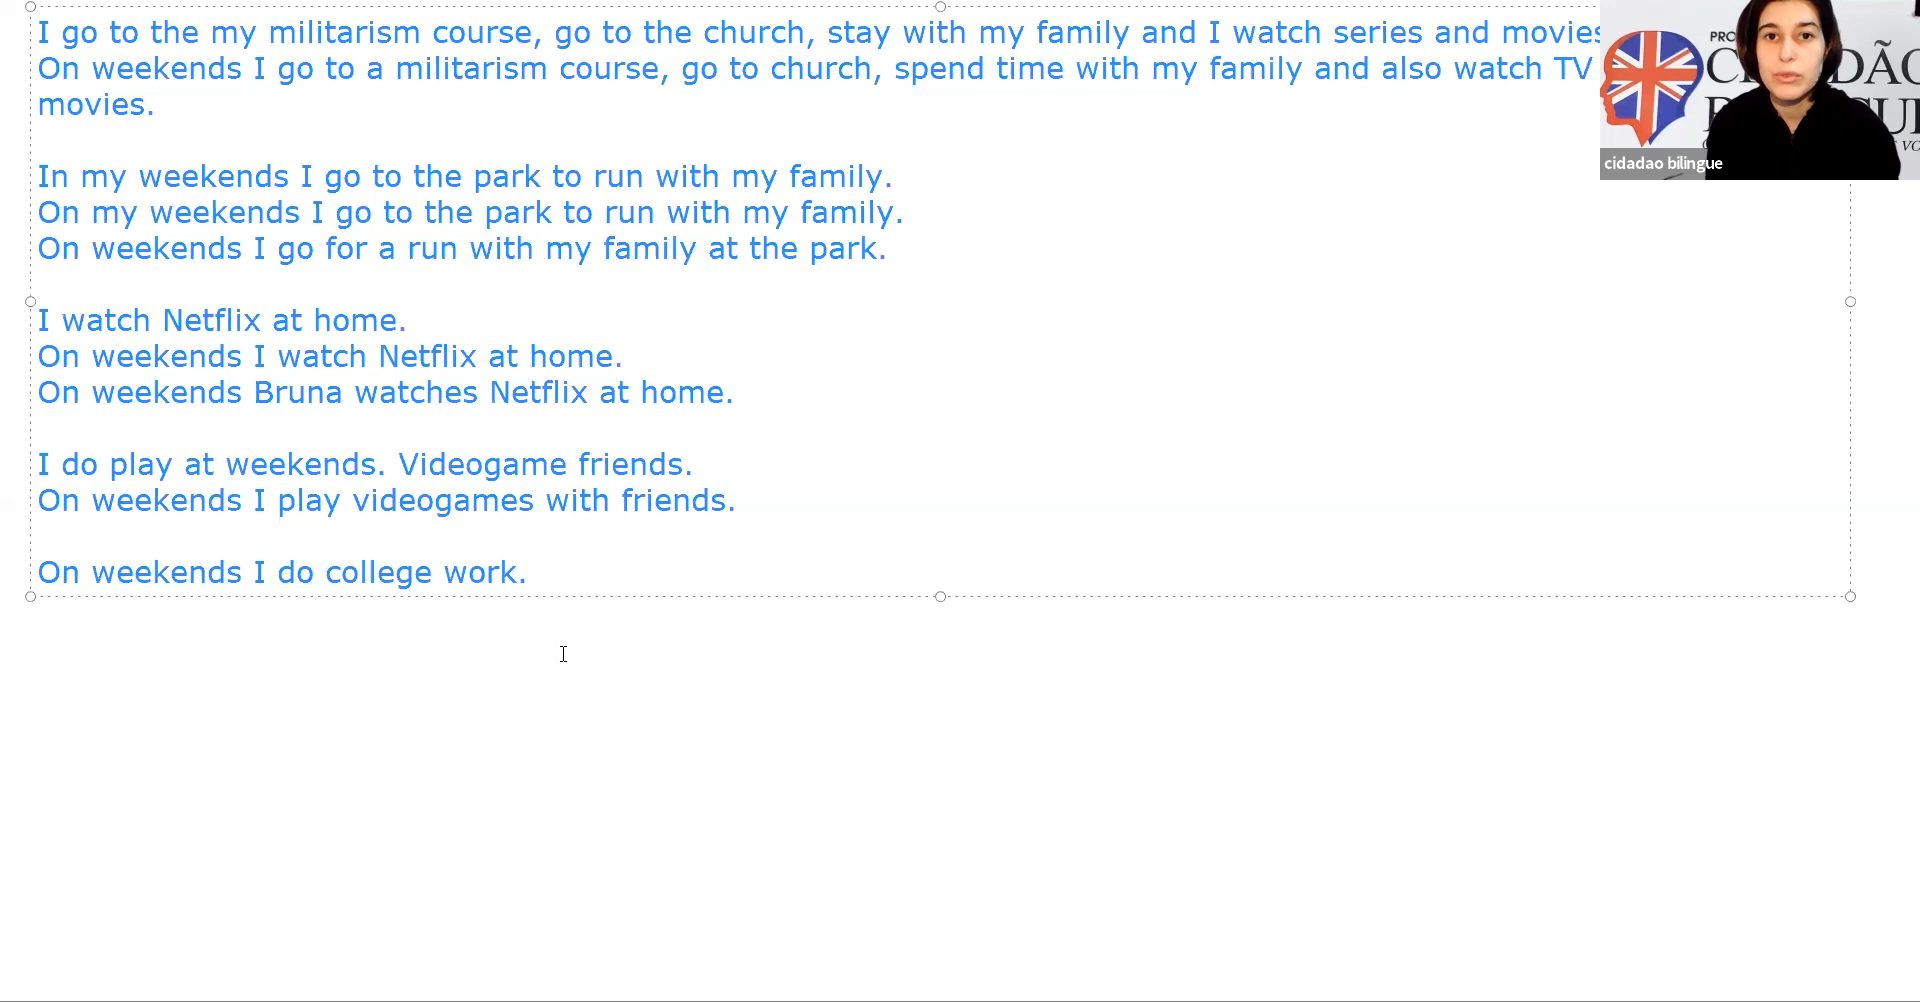 I go to the my militarism course, go to the church, stay with my family and I watch series and movies
On weekends I go to a militarism course, go to church, spend time with my family and also watch TV
movies.
In my weekends I go to the park to run with my family.
On my weekends I go to the park to run with my family.
On weekends I go for a run with my family at the park.
I watch Netflix at home.
On weekends I watch Netflix at home.
On weekends Bruna watches Netflix at home.
I do play at weekends. Videogame friends.
On weekends I play videogames with friends.
On weekends I do college work.
cidadao bilingue